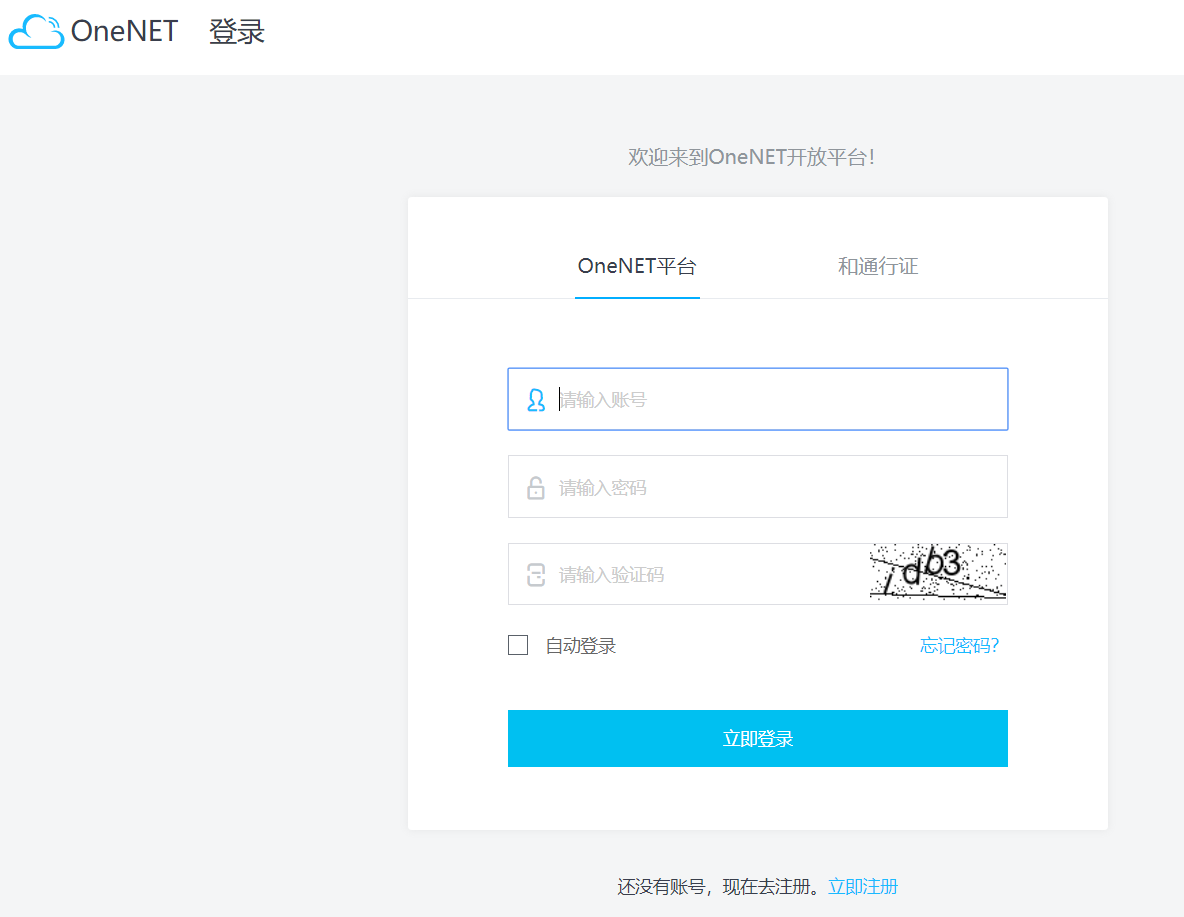 OneNET 登录
欢迎来到OneNET开放平台!
OneNET平台 和通行证
请输入账号
请输入密码
请输入验证码
自动登录 忘记密码?
立即登录
还没有账号，现在去注册。立即注册